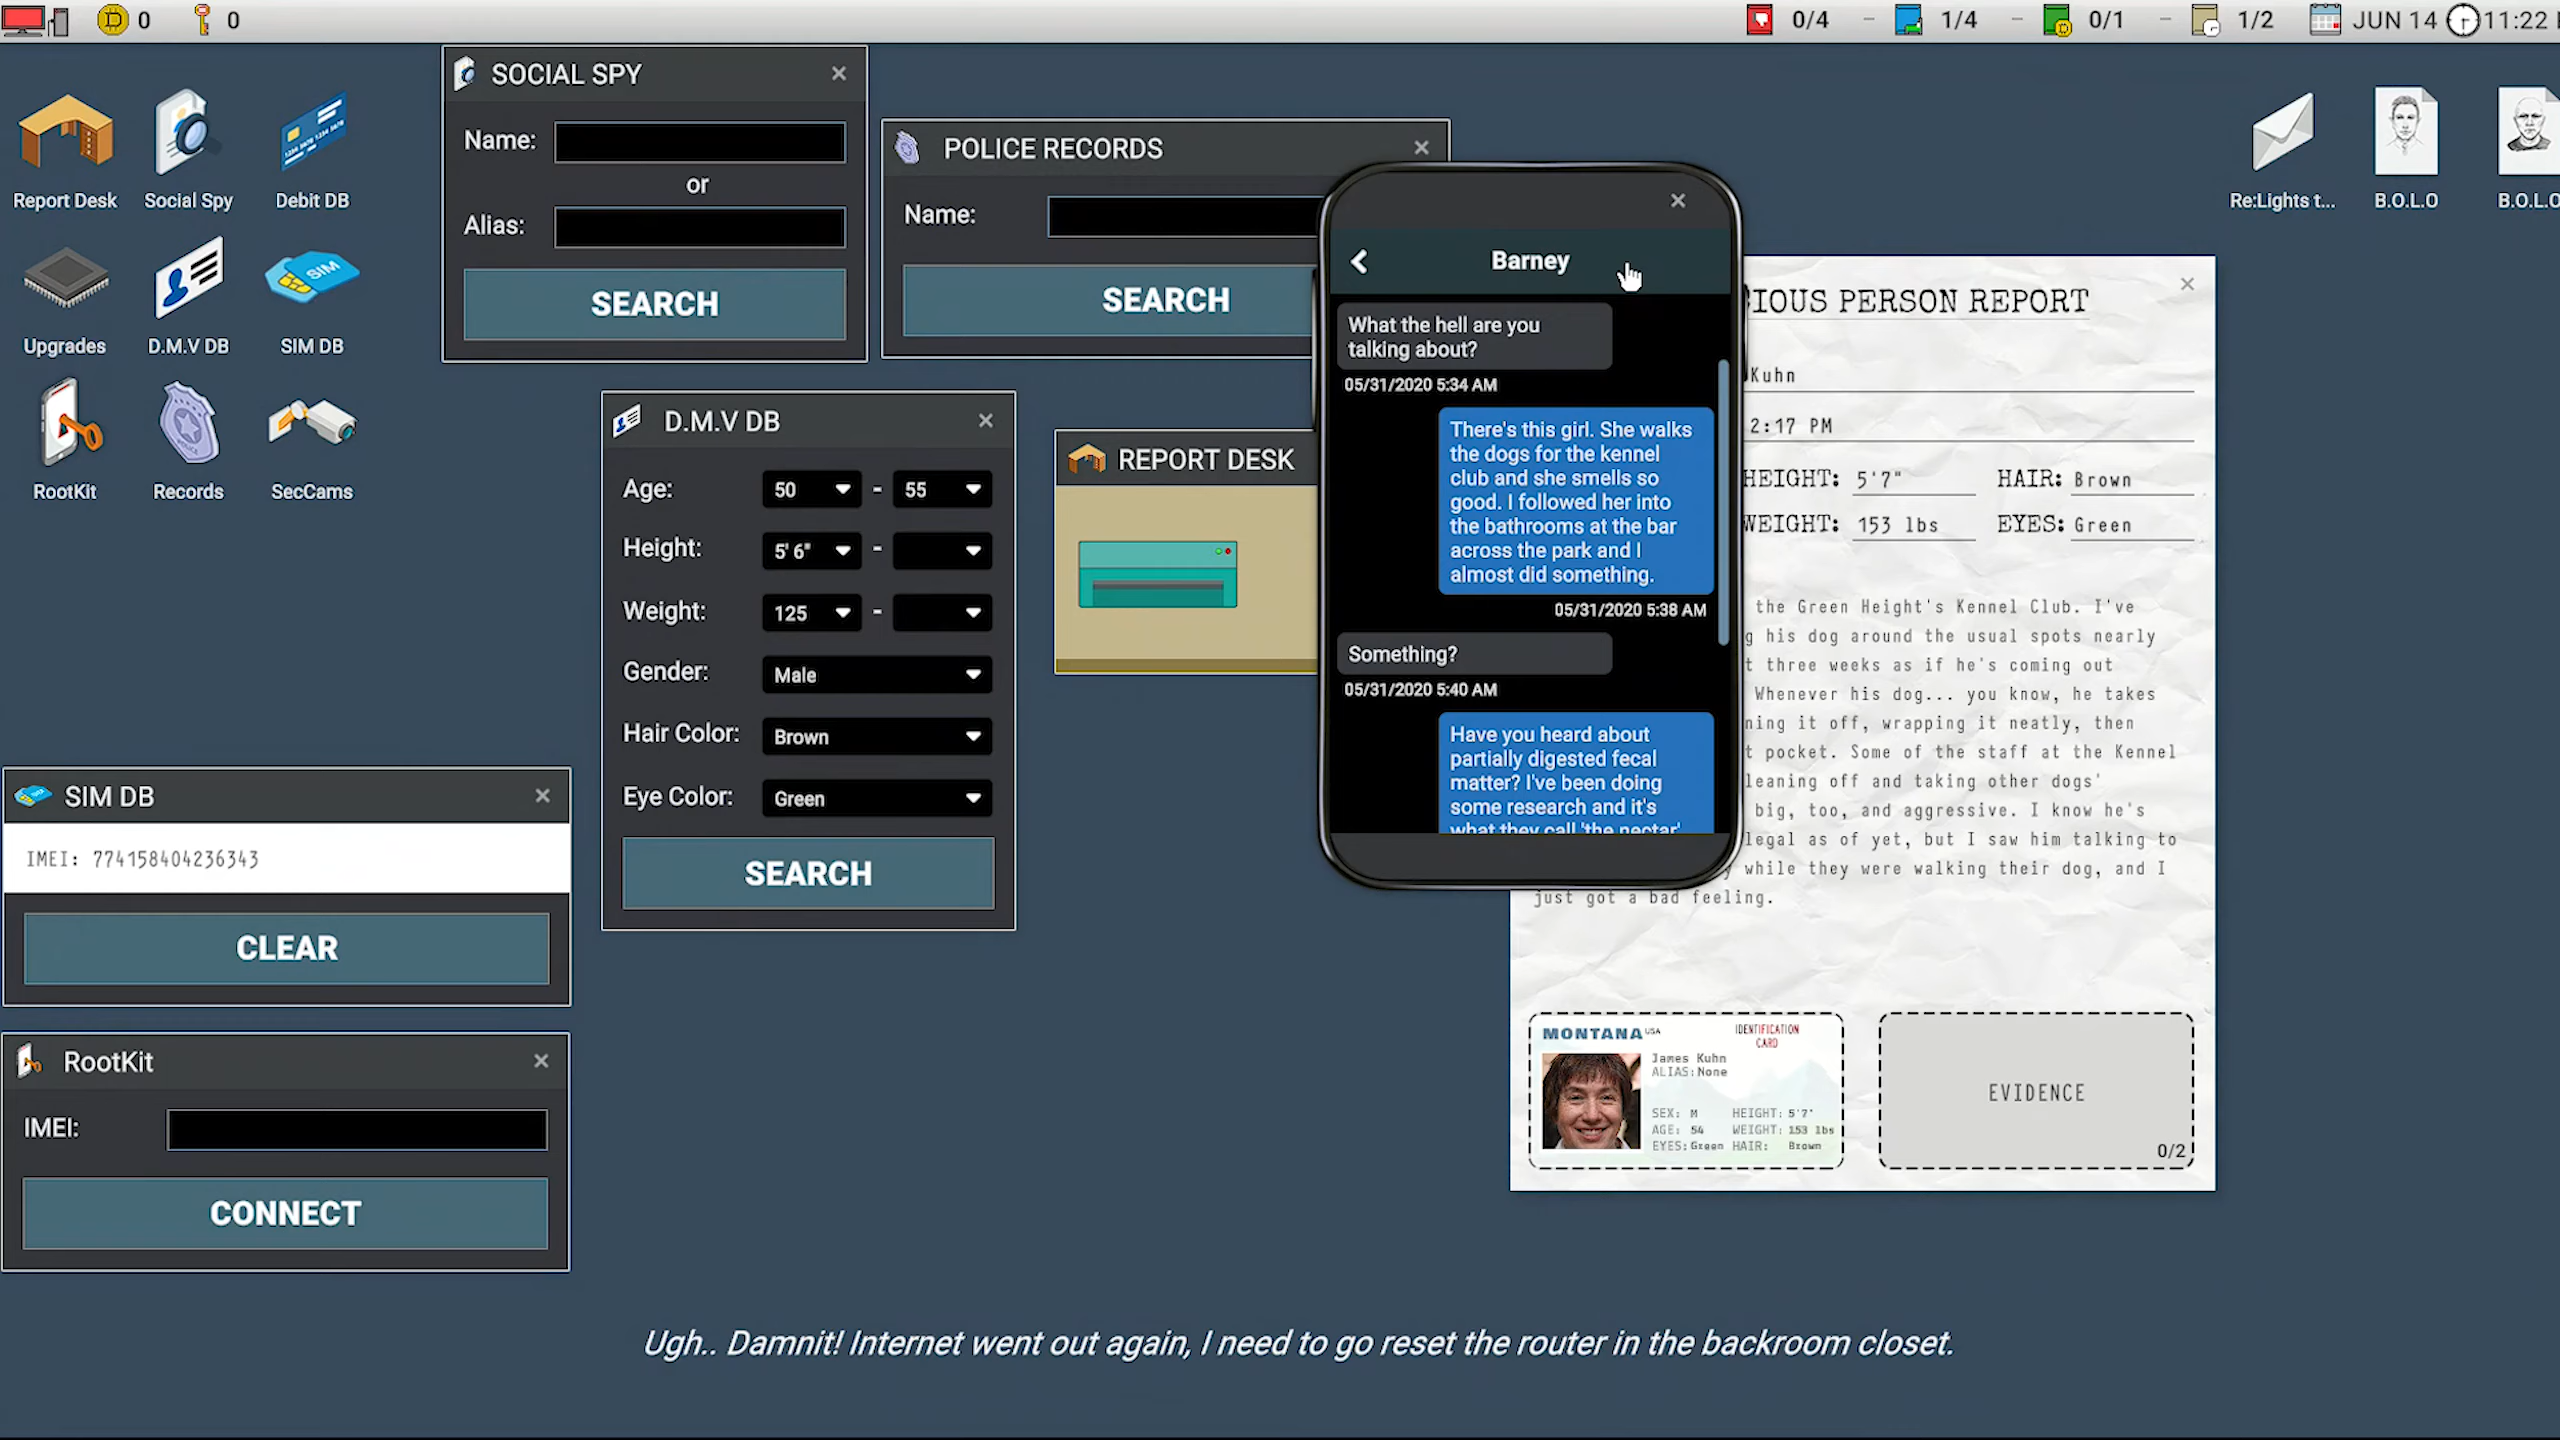 0
0
0/4
1/4
0/1
1/2
JUN 14
11:22
SOCIAL SPY
Name:
or
Alias:
SEARCH
POLICE RECORDS
Name:
SEARCH
Report Desk
Social Spy
Debit DB
Upgrades
D.M.V DB
SIM DB
RootKit
Records
SecCams
Re:Lights t...
B.O.L.O
B.O.L.O
D.M.V DB
Age: 50 - 55
Height: 5' 6" -
Weight: 125 -
Gender: Male
Hair Color: Brown
Eye Color: Green
SEARCH
REPORT DESK
Barney
What the hell are you
talking about?
05/31/2020 5:34 AM
There's this girl. She walks
the dogs for the kennel
club and she smells so
good. I followed her into
the bathrooms at the bar
across the park and I
almost did something.
05/31/2020 5:38 AM
Something?
05/31/2020 5:40 AM
Have you heard about
partially digested fecal
matter? I've been doing
some research and it's
what they call 'the nectar'
CIOUS PERSON REPORT
Kuhn
2:17 PM
HEIGHT: 5'7" HAIR: Brown
WEIGHT: 153 lbs EYES: Green
the Green Height's Kennel Club. I've
g his dog around the usual spots nearly
t three weeks as if he's coming out
Whenever his dog... you know, he takes
ning it off, wrapping it neatly, then
t pocket. Some of the staff at the Kennel
leaning off and taking other dogs'
big, too, and aggressive. I know he's
legal as of yet, but I saw him talking to
y while they were walking their dog, and I
just got a bad feeling.
MONTANA USA IDENTIFICATION
CARD
James Kuhn
ALIAS: None
SEX: M HEIGHT: 5'7"
AGE: 54 WEIGHT: 153 lbs
EYES: Green HAIR: Brown
EVIDENCE
0/2
SIM DB
IMEI: 774158404236343
CLEAR
RootKit
IMEI:
CONNECT
Ugh.. Damnit! Internet went out again, I need to go reset the router in the backroom closet.